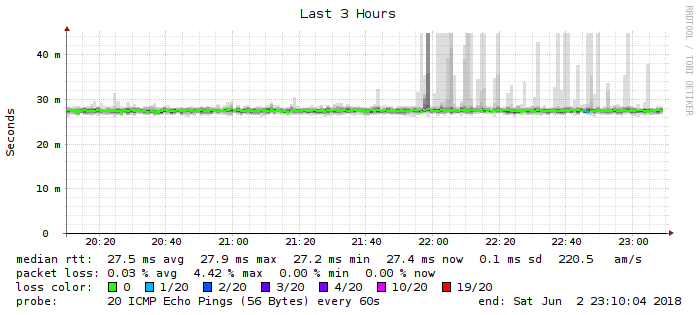 Last 3 Hours
RRDTOOL / TOBI OETIKER
Seconds
40 m
30 m
20 m
10 m
0
20:20 20:40 21:00 21:20 21:40 22:00 22:20 22:40 23:00
median rtt: 27.5 ms avg 27.9 ms max 27.2 ms min 27.4 ms now 0.1 ms sd 220.5 am/s
packet loss: 0.03 % avg 4.42 % max 0.00 % min 0.00 % now
loss color: 0 1/20 2/20 3/20 4/20 10/20 19/20
probe: 20 ICMP Echo Pings (56 Bytes) every 60s end: Sat Jun 2 23:10:04 2018